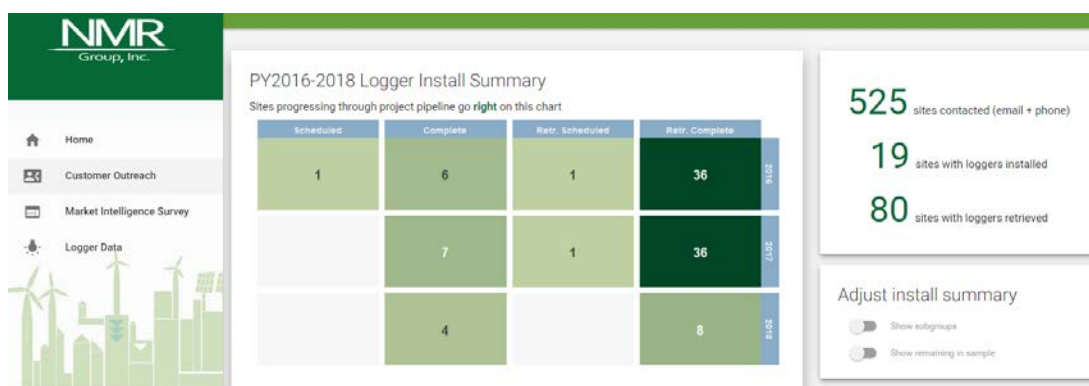 NMR
Group, Inc.
Home
Customer Outreach
Market Intelligence Survey
Logger Data
PY2016-2018 Logger Install Summary
Sites progressing through project pipeline go right on this chart
Scheduled Complete Retr. Scheduled Retr. Complete
1 6 1 36 2016
7 1 36 2017
4 8 2018
525 sites contacted (email + phone)
19 sites with loggers installed
80 sites with loggers retrieved
Adjust install summary
Show subgroups
Show remaining in sample